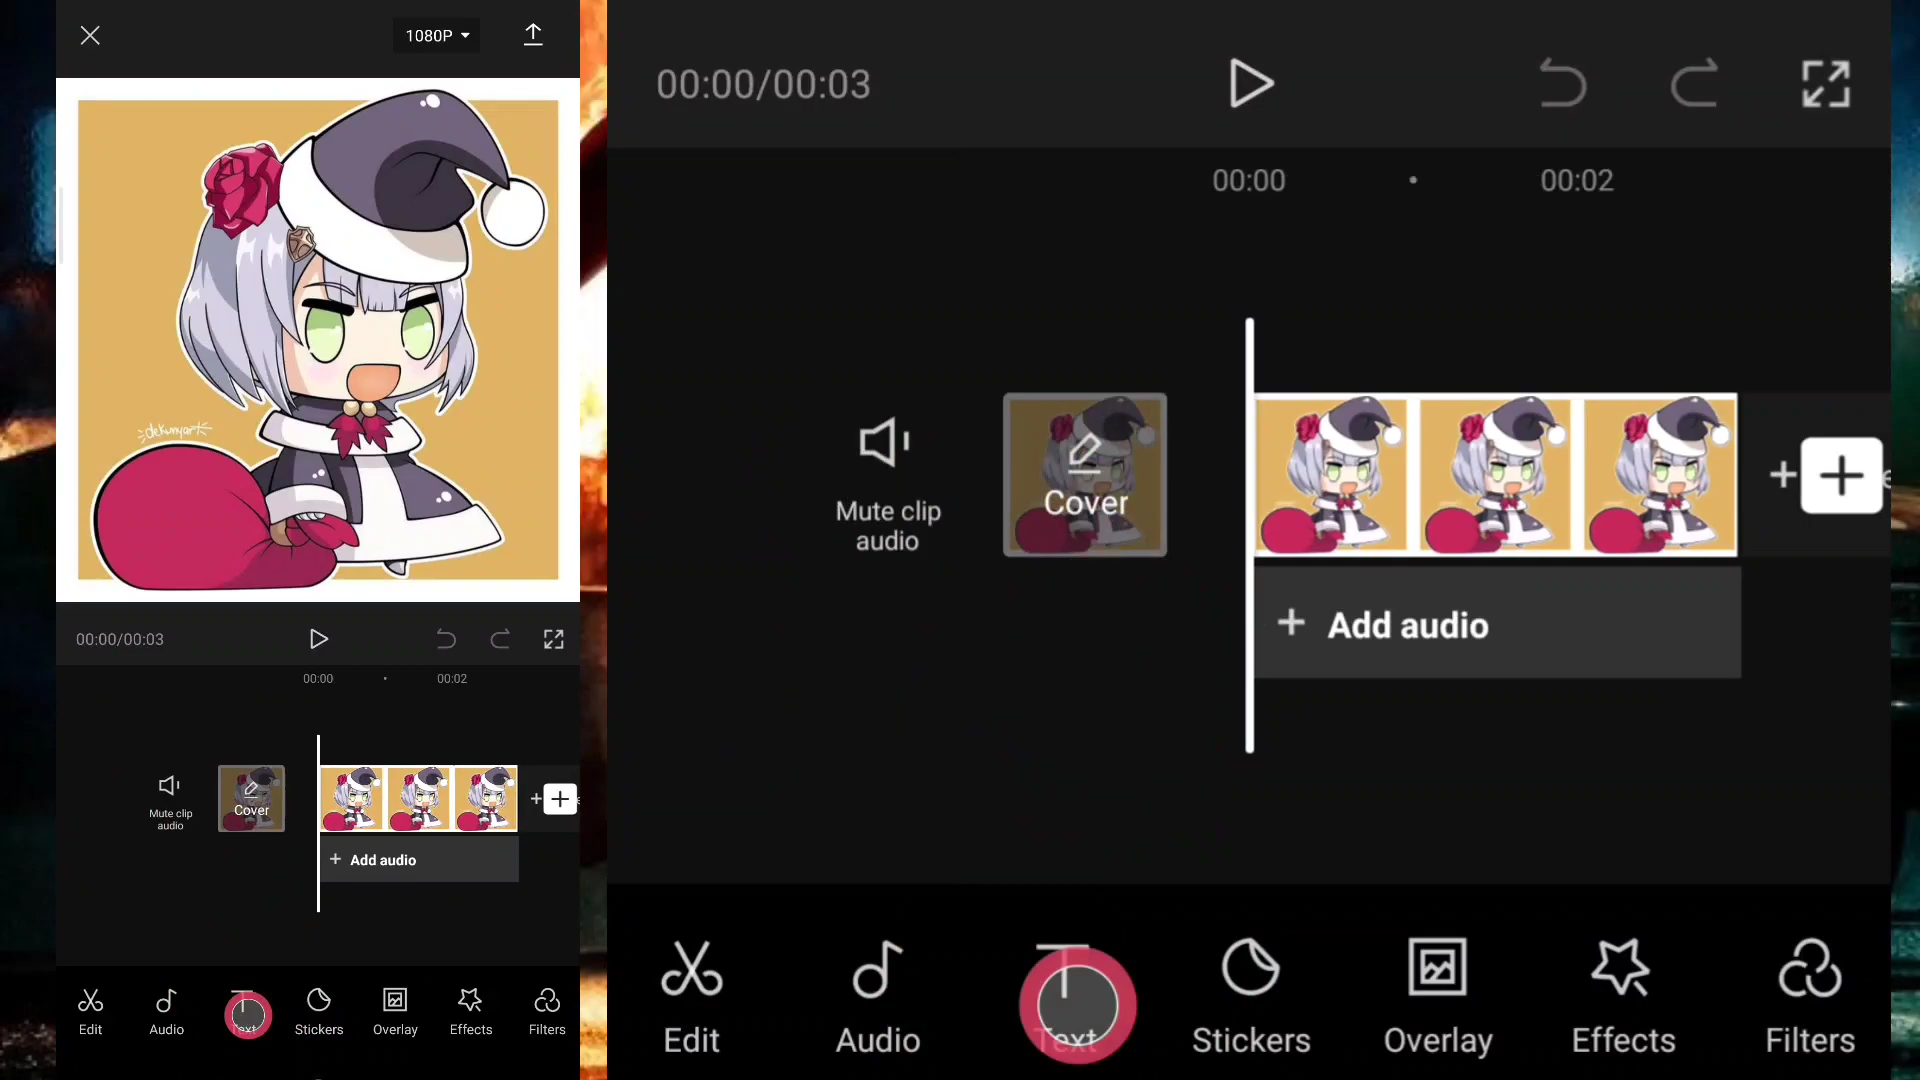 1080P
dekunyart
00:00/00:03
00:00
00:02
Mute clip
audio
Cover
Add audio
Edit
Audio
Text
Stickers
Overlay
Effects
Filters
00:00/00:03
00:00
00:02
Mute clip
audio
Cover
Add audio
Edit
Audio
Text
Stickers
Overlay
Effects
Filters